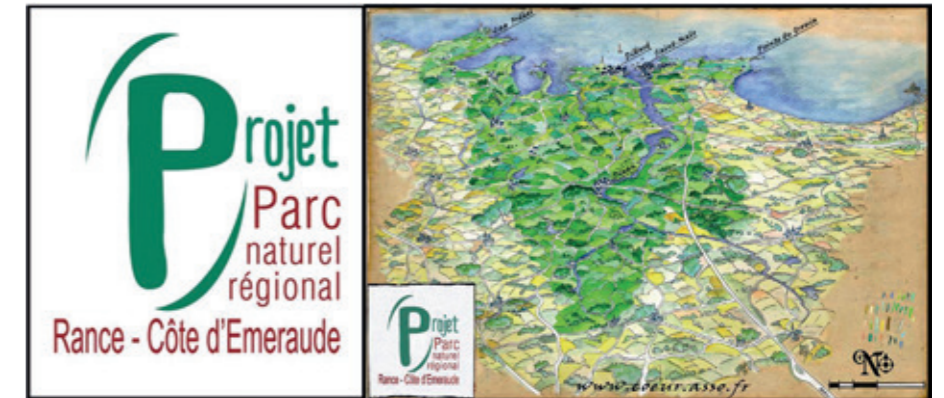 Projet
Parc
naturel
régional
Rance - Côte d'Emeraude
Dinard
Saint-Malo
Pointe du Grouin
Projet
Parc
naturel
régional
Rance - Côte d'Emeraude
N
www.coeur.asso.fr